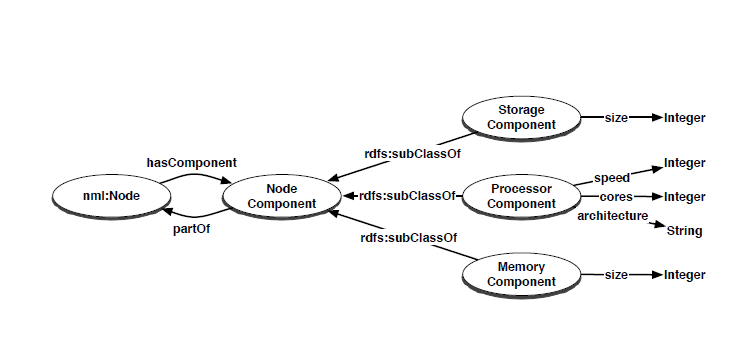 Storage
Component
size
Integer
rdfs:subClassOf
hasComponent
Integer
speed
nml:Node
Node
Component
rdfs:subClassOf
Processor
Component
cores
Integer
architecture
partOf
String
rdfs:subClassOf
Memory
Component
size
Integer